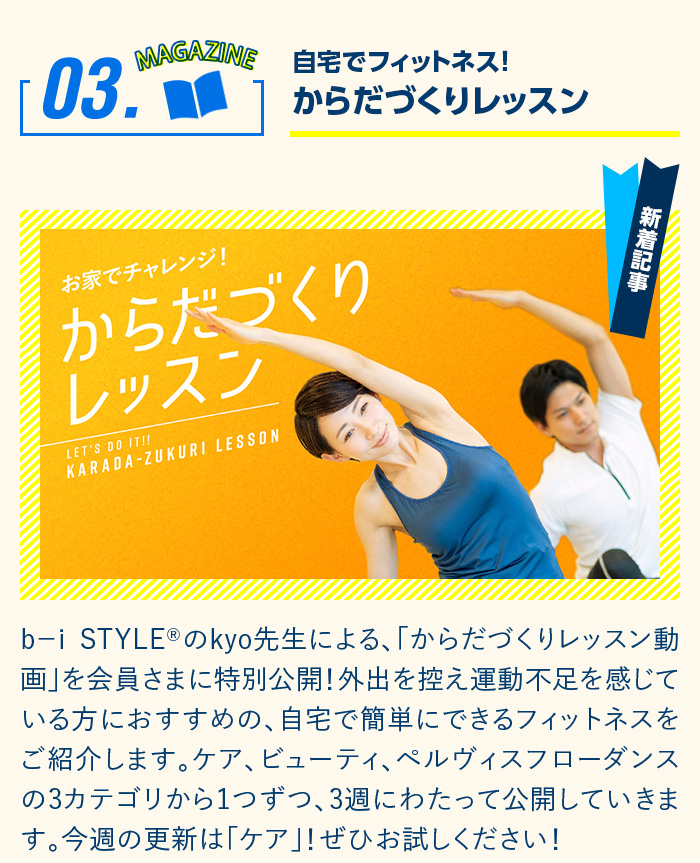 03.
MAGAZINE
自宅でフィットネス!
からだづくりレッスン
新着記事
お家でチャレンジ!
からだづくり
レッスン
LET'S DO IT!!
KARADA-ZUKURI LESSON
b−i STYLE®のkyo先生による、「からだづくりレッスン動
画」を会員さまに特別公開!外出を控え運動不足を感じて
いる方におすすめの、自宅で簡単にできるフィットネスを
ご紹介します。ケア、ビューティ、ペルヴィスフローダンス
の3カテゴリから1つずつ、3週にわたって公開していきま
す。今週の更新は「ケア」!ぜひお試しください!